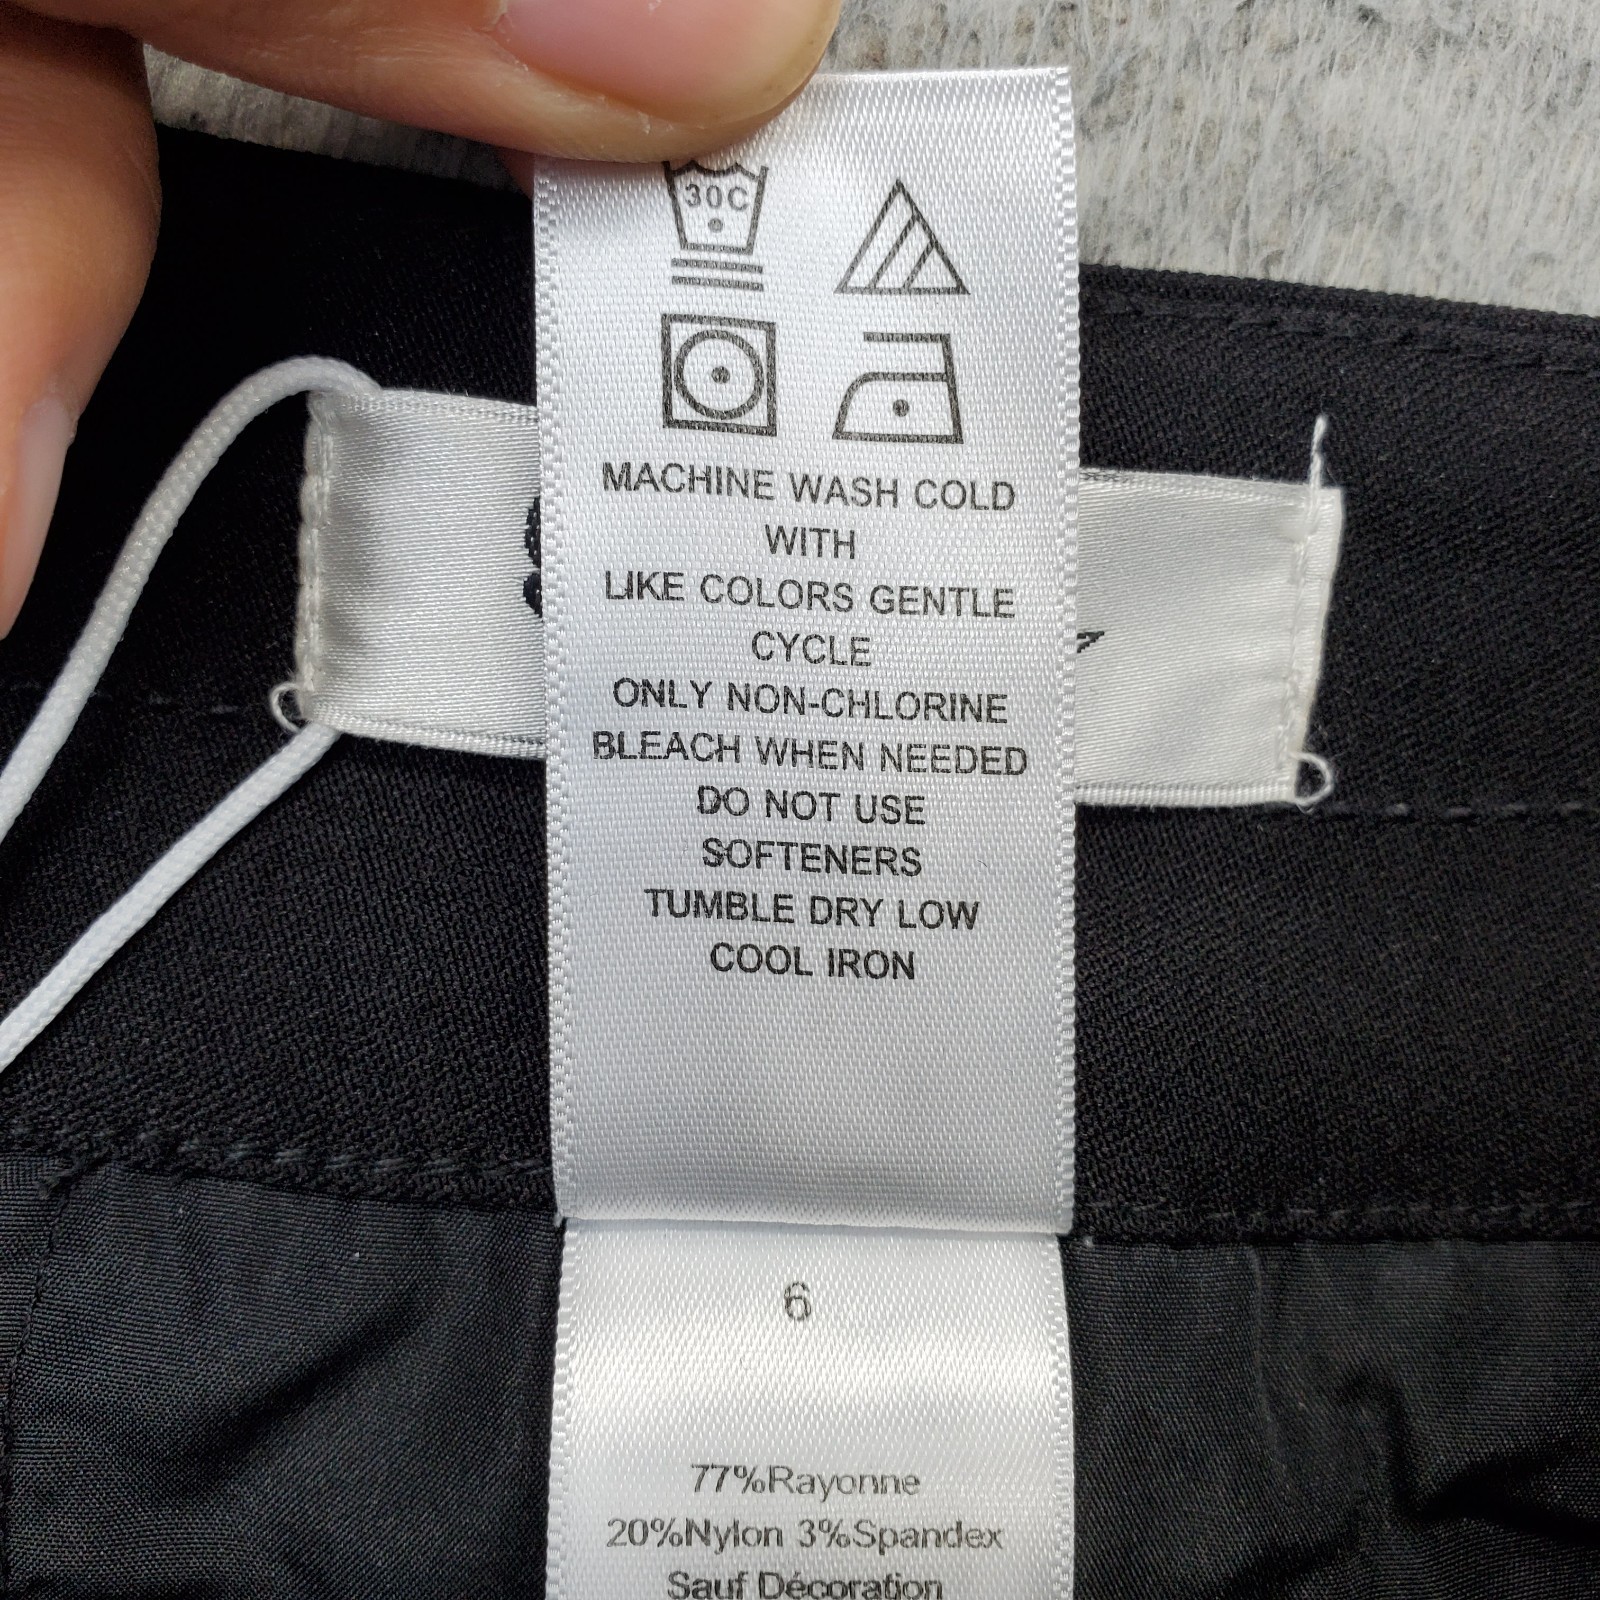 30C
MACHINE WASH COLD
WITH
LIKE COLORS GENTLE
CYCLE
ONLY NON-CHLORINE
BLEACH WHEN NEEDED
DO NOT USE
SOFTENERS
TUMBLE DRY LOW
COOL IRON
6
77%Rayonne
20%Nylon 3%Spandex
Sauf Décoration